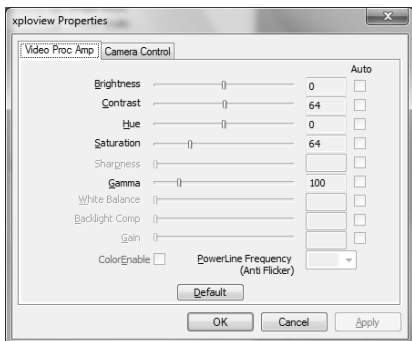 xploview Properties
Video Proc Amp
Camera Control
Auto
Brightness 0
Contrast 64
Hue 0
Saturation 64
Sharpness
Gamma 100
White Balance
Backlight Comp
Gain
ColorEnable
PowerLine Frequency
(Anti Flicker)
Default
OK Cancel Apply